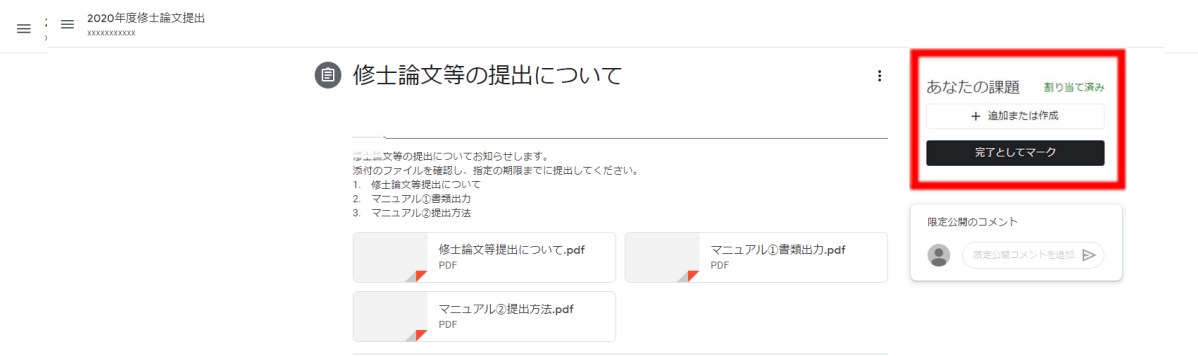 2020年度修士論文提出
xxxxxxxxxxx
修士論文等の提出について
修士論文等の提出についてお知らせします。
添付のファイルを確認し、指定の期限までに提出してください。
1. 修士論文等提出について
2. マニュアル①書類出力
3. マニュアル②提出方法
修士論文等提出について.pdf
PDF
マニュアル①書類出力.pdf
PDF
マニュアル②提出方法.pdf
PDF
あなたの課題 割り当て済み
+ 追加または作成
完了としてマーク
限定公開のコメント
限定公開コメントを追加